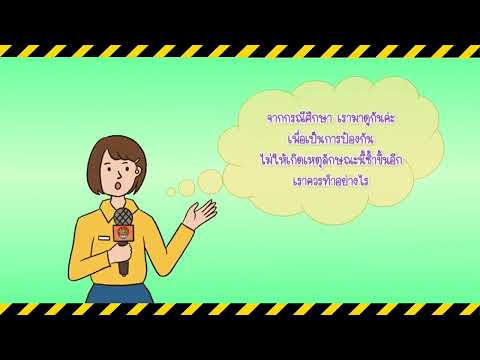 จากกรณีศึกษา เรามาดูกันค่ะ
เพื่อเป็นการป้องกัน
ไม่ให้เกิดเหตุลักษณะนี้ซ้ำขึ้นอีก
เราควรทำอย่างไร